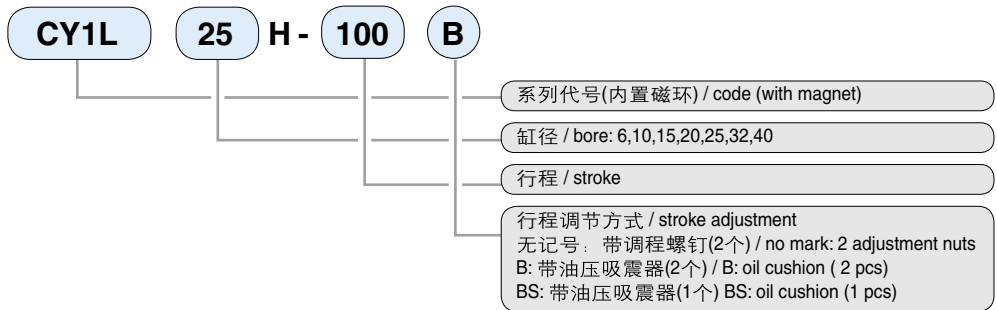 CY1L 25 H - 100 B
系列代号(内置磁环) / code (with magnet)
缸径 / bore: 6,10,15,20,25,32,40
行程 / stroke
行程调节方式 / stroke adjustment
无记号：带调程螺钉(2个) / no mark: 2 adjustment nuts
B: 带油压吸震器(2个) / B: oil cushion ( 2 pcs)
BS: 带油压吸震器(1个) BS: oil cushion (1 pcs)